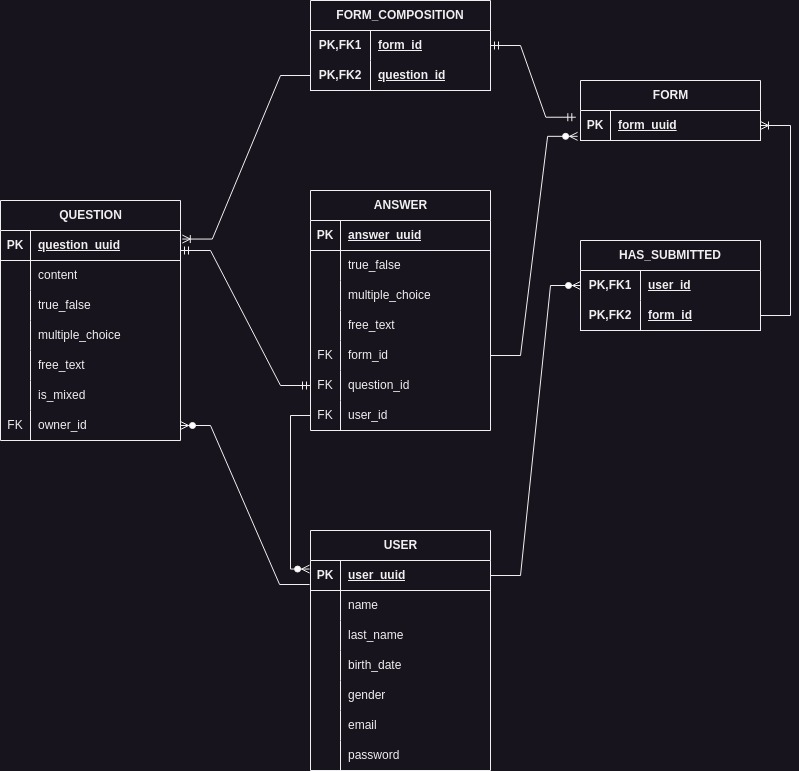 FORM_COMPOSITION
PK,FK1 form_id
PK,FK2 question_id
FORM
PK form_uuid
QUESTION
PK question_uuid
content
true_false
multiple_choice
free_text
is_mixed
FK owner_id
ANSWER
PK answer_uuid
true_false
multiple_choice
free_text
FK form_id
FK question_id
FK user_id
HAS_SUBMITTED
PK,FK1 user_id
PK,FK2 form_id
USER
PK user_uuid
name
last_name
birth_date
gender
email
password